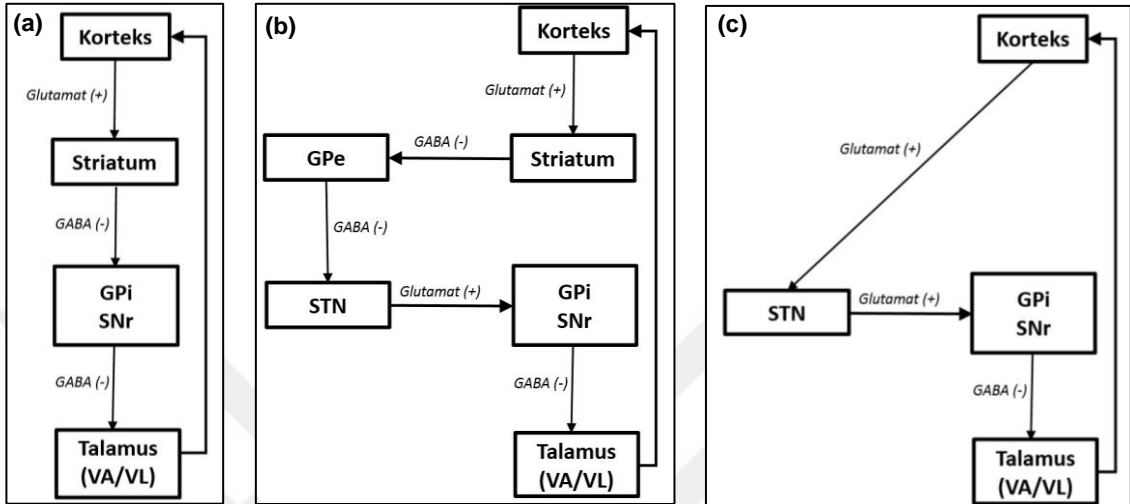 (a)
Korteks
Glutamat (+)
Striatum
GABA (-)
GPi
SNr
GABA (-)
Talamus
(VA/VL)
(b)
Korteks
Glutamat (+)
GPe
GABA (-)
Striatum
GABA (-)
STN
Glutamat (+)
GPi
SNr
GABA (-)
Talamus
(VA/VL)
(c)
Korteks
Glutamat (+)
STN
Glutamat (+)
GPi
SNr
GABA (-)
Talamus
(VA/VL)